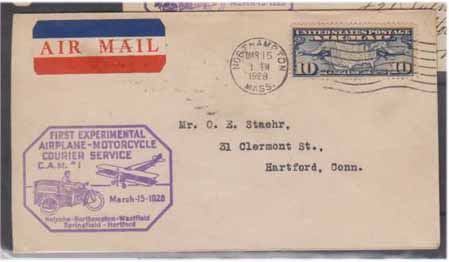 AIR MAIL
NORTHAMPTON
MAR 15
1928
MASS.
UNITED STATES POSTAGE
AIR MAIL
10 10
Mr. O. E. Staehr,
31 Clermont St.,
Hartford, Conn.
FIRST EXPERIMENTAL
AIRPLANE-MOTORCYCLE
COURIER SERVICE
C.A.M. #1
March-15-1928
Holyoke-Northampton-Westfield
Springfield-Hartford